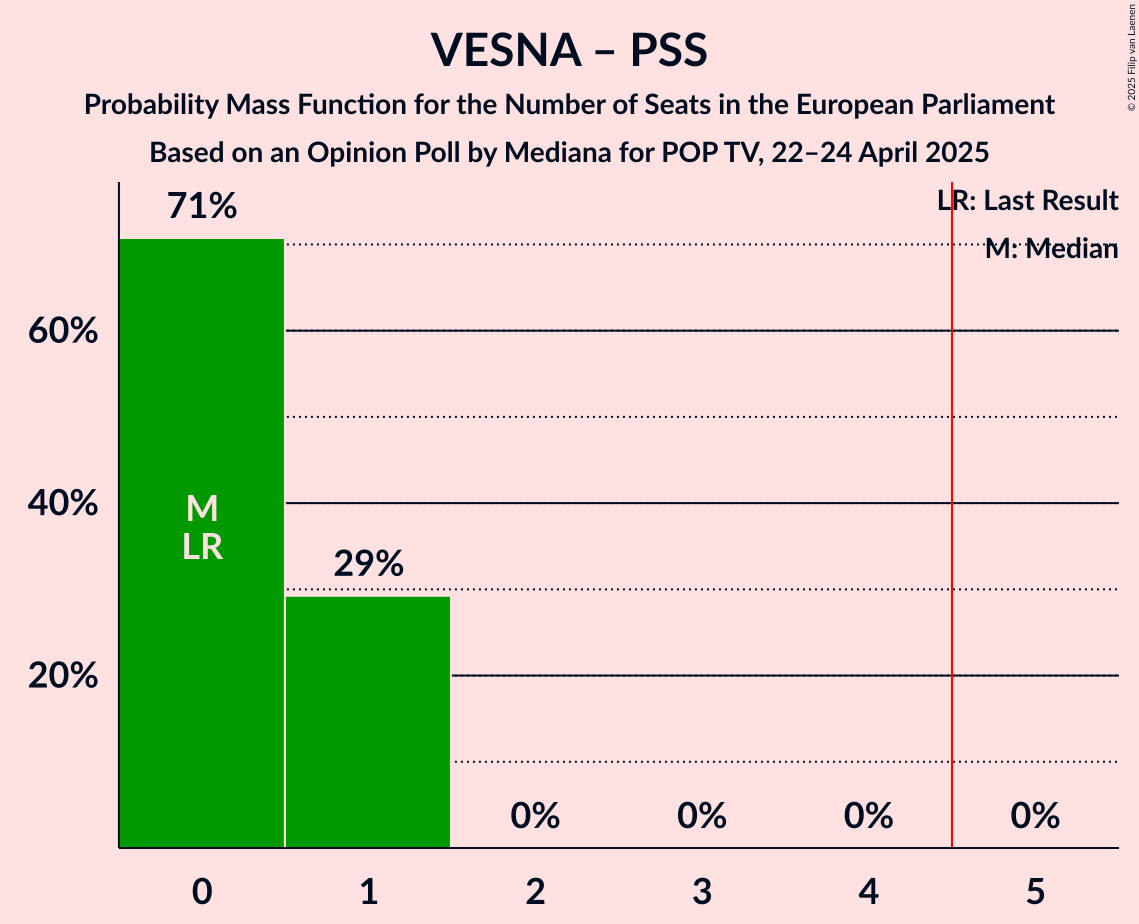 VESNA – PSS
Probability Mass Function for the Number of Seats in the European Parliament
Based on an Opinion Poll by Mediana for POP TV, 22–24 April 2025
© 2025 Filip van Laenen
LR: Last Result
M: Median
71%
60%
M
40%
LR
29%
20%
0% 0% 0% 0%
0 1 2 3 4 5